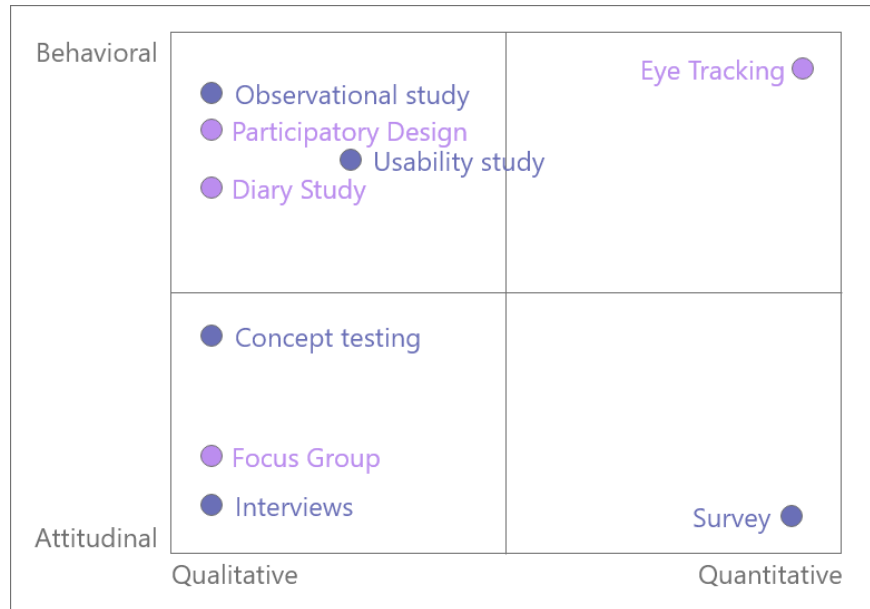 Behavioral
Eye Tracking
Observational study
Participatory Design
Usability study
Diary Study
Concept testing
Focus Group
Interviews
Survey
Attitudinal
Qualitative
Quantitative